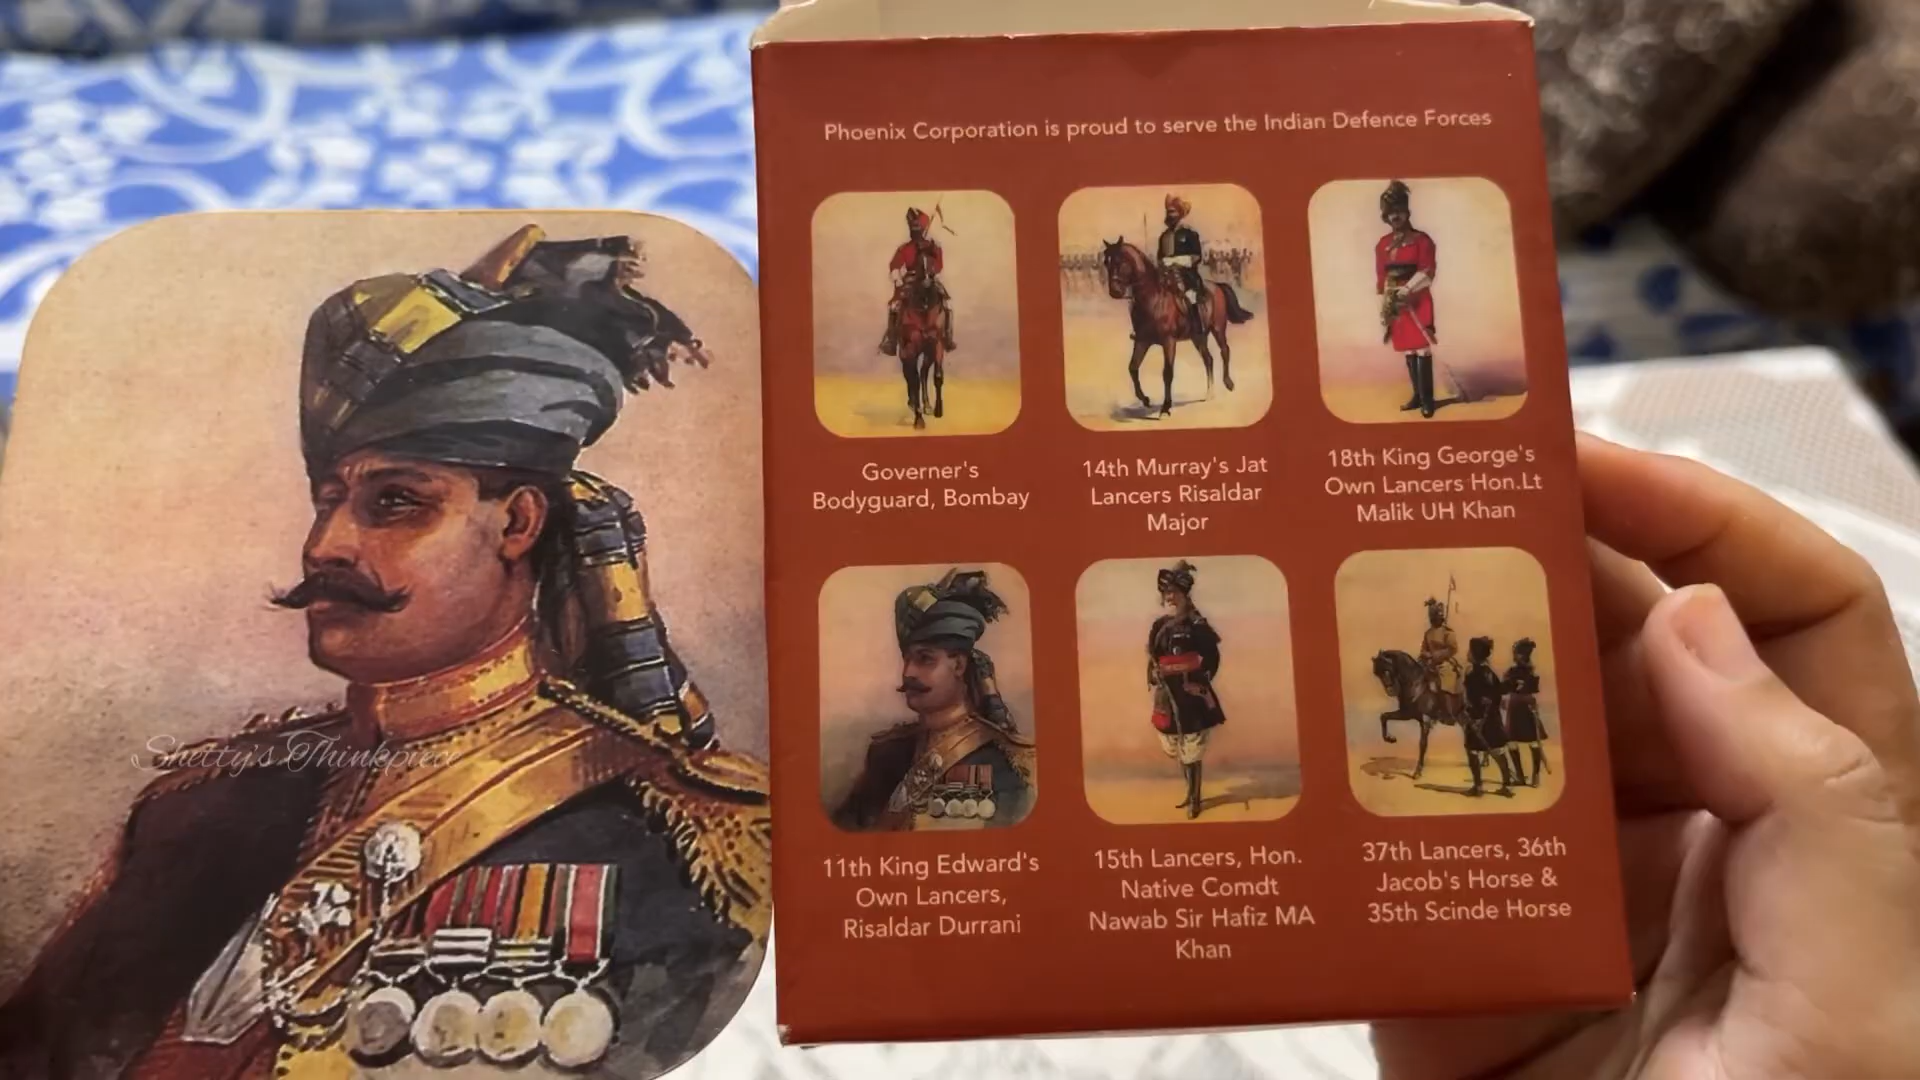 Phoenix Corporation is proud to serve the Indian Defence Forces
Governer's
Bodyguard, Bombay
14th Murray's Jat
Lancers Risaldar
Major
18th King George's
Own Lancers Hon.Lt
Malik UH Khan
11th King Edward's
Own Lancers,
Risaldar Durrani
15th Lancers, Hon.
Native Comdt
Nawab Sir Hafiz MA
Khan
37th Lancers, 36th
Jacob's Horse &
35th Scinde Horse
Shetty's Thinkpiece